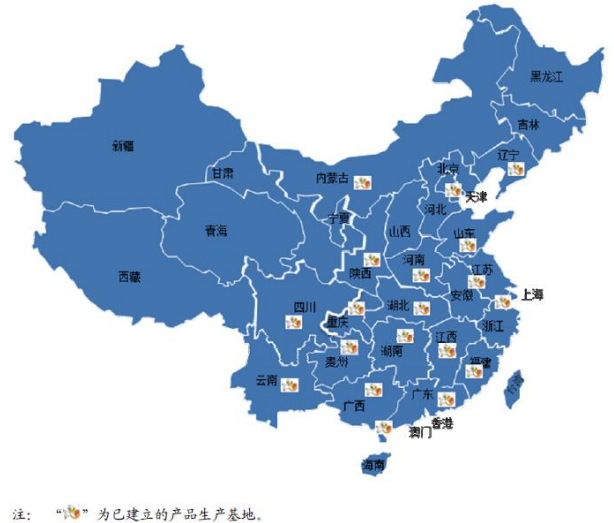 黑龙江
吉林
辽宁
新疆
甘肃
内蒙古
北京
天津
河北
宁夏
山西
山东
青海
西藏
陕西
河南
江苏
安徽
上海
四川
重庆
湖北
浙江
湖南
江西
贵州
福建
云南
广西
广东
台湾
香港
澳门
海南
注： “ ”为已建立的产品生产基地。